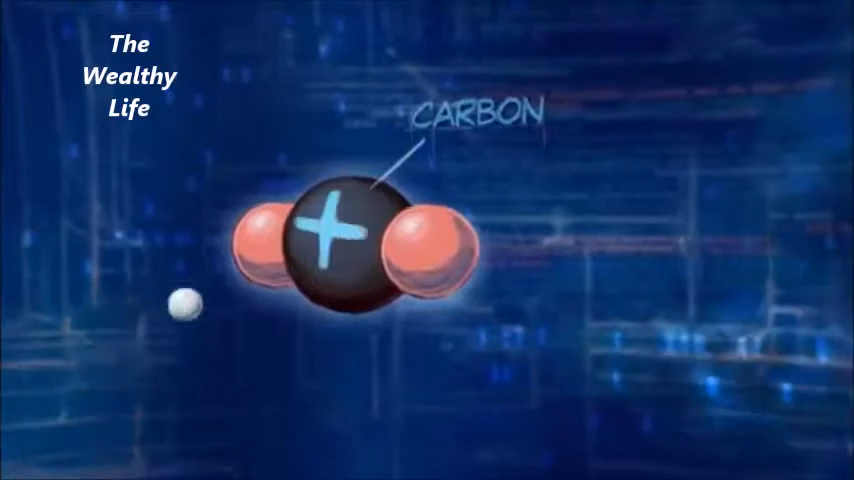 The
Wealthy
Life
CARBON
+